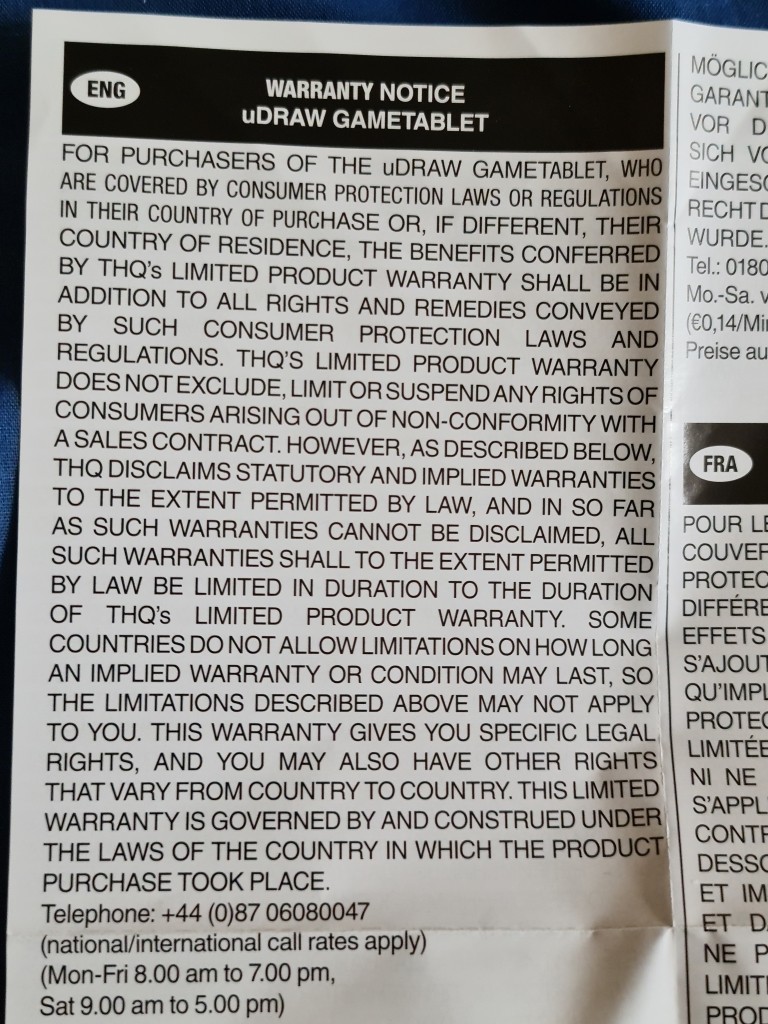 ENG
WARRANTY NOTICE
uDRAW GAMETABLET
FOR PURCHASERS OF THE uDRAW GAMETABLET, WHO
ARE COVERED BY CONSUMER PROTECTION LAWS OR REGULATIONS
IN THEIR COUNTRY OF PURCHASE OR, IF DIFFERENT, THEIR
COUNTRY OF RESIDENCE, THE BENEFITS CONFERRED
BY THQ's LIMITED PRODUCT WARRANTY SHALL BE IN
ADDITION TO ALL RIGHTS AND REMEDIES CONVEYED
BY SUCH CONSUMER PROTECTION LAWS AND
REGULATIONS. THQ'S LIMITED PRODUCT WARRANTY
DOES NOT EXCLUDE, LIMIT OR SUSPEND ANY RIGHTS OF
CONSUMERS ARISING OUT OF NON-CONFORMITY WITH
A SALES CONTRACT. HOWEVER, AS DESCRIBED BELOW,
THQ DISCLAIMS STATUTORY AND IMPLIED WARRANTIES
TO THE EXTENT PERMITTED BY LAW, AND IN SO FAR
AS SUCH WARRANTIES CANNOT BE DISCLAIMED, ALL
SUCH WARRANTIES SHALL TO THE EXTENT PERMITTED
BY LAW BE LIMITED IN DURATION TO THE DURATION
OF THQ's LIMITED PRODUCT WARRANTY. SOME
COUNTRIES DO NOT ALLOW LIMITATIONS ON HOW LONG
AN IMPLIED WARRANTY OR CONDITION MAY LAST, SO
THE LIMITATIONS DESCRIBED ABOVE MAY NOT APPLY
TO YOU. THIS WARRANTY GIVES YOU SPECIFIC LEGAL
RIGHTS, AND YOU MAY ALSO HAVE OTHER RIGHTS
THAT VARY FROM COUNTRY TO COUNTRY. THIS LIMITED
WARRANTY IS GOVERNED BY AND CONSTRUED UNDER
THE LAWS OF THE COUNTRY IN WHICH THE PRODUCT
PURCHASE TOOK PLACE.
Telephone: +44 (0)87 06080047
(national/international call rates apply)
(Mon-Fri 8.00 am to 7.00 pm,
Sat 9.00 am to 5.00 pm)
MÖGLIC
GARANT
VOR D
SICH VO
EINGESC
RECHT D
WURDE.
Tel.: 0180
Mo.-Sa. v
(€0,14/Mi
Preise au
FRA
POUR LE
COUVER
PROTEC
DIFFÉRE
EFFETS
S'AJOUT
QU'IMPL
PROTEC
LIMITÉE
NI NE
S'APPL
CONTR
DESSO
ET IM
ET DA
NE P
LIMIT
PROD